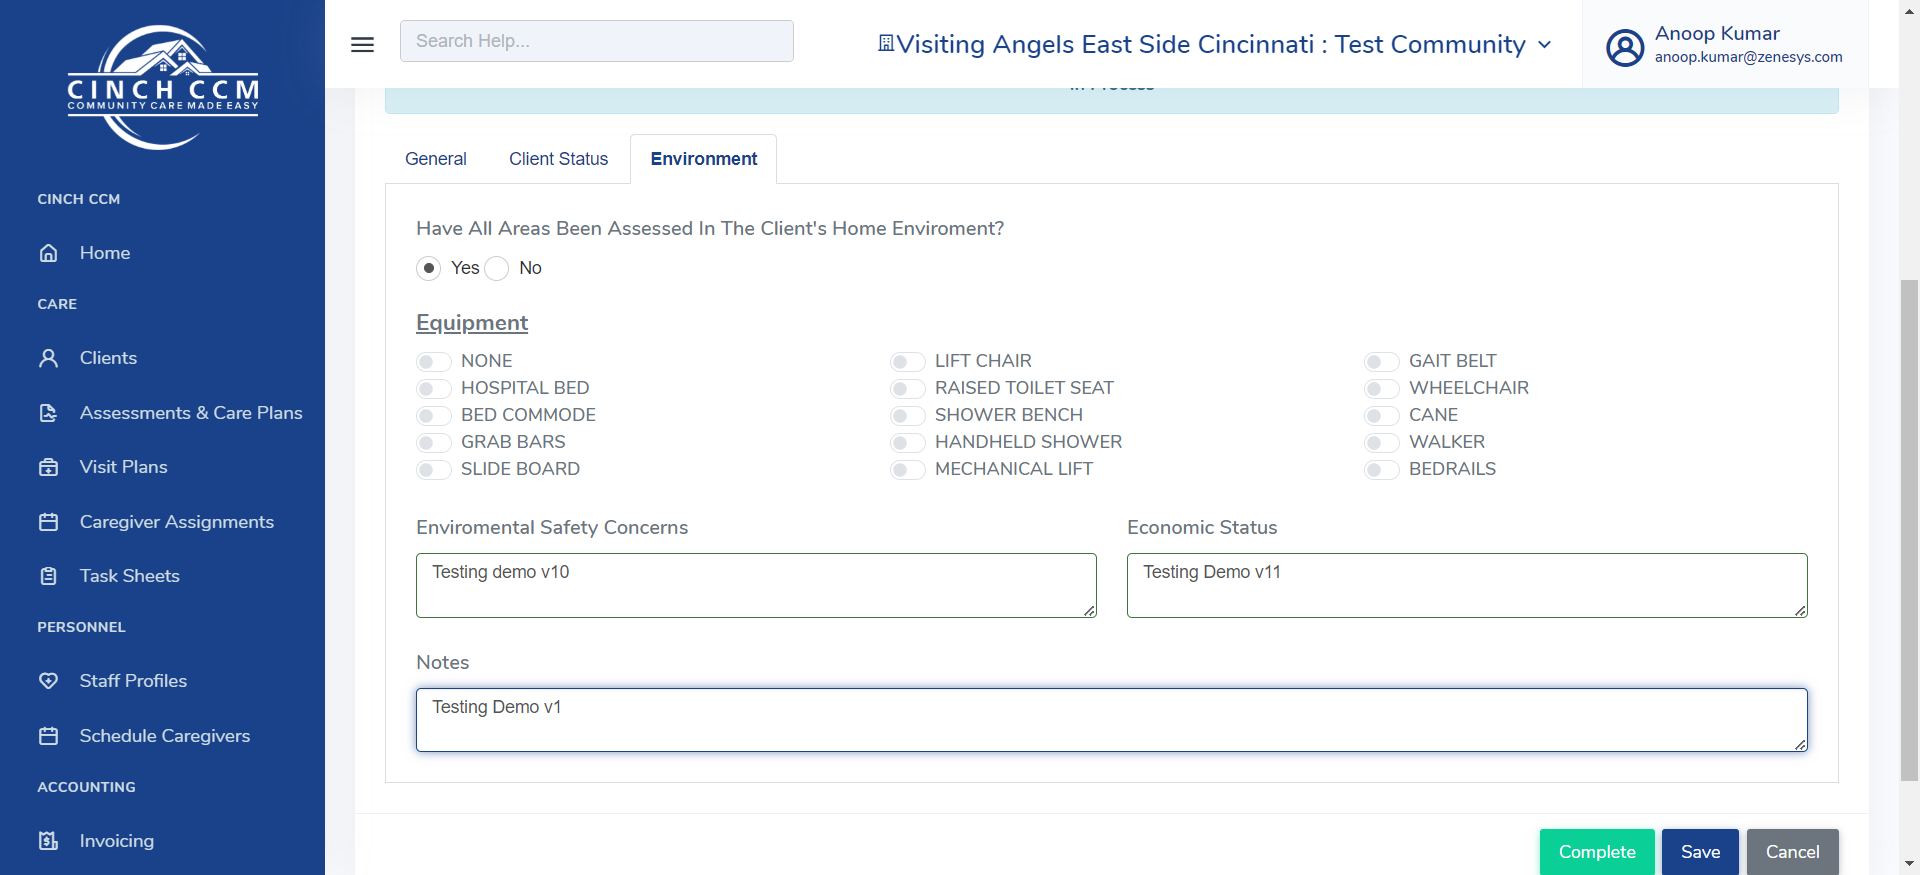 CINCH CCM
COMMUNITY CARE MADE EASY
CINCH CCM
Home
CARE
Clients
Assessments & Care Plans
Visit Plans
Caregiver Assignments
Task Sheets
PERSONNEL
Staff Profiles
Schedule Caregivers
ACCOUNTING
Invoicing
Search Help...
Visiting Angels East Side Cincinnati : Test Community
Anoop Kumar
anoop.kumar@zenesys.com
In Process
General Client Status Environment
Have All Areas Been Assessed In The Client's Home Enviroment?
Yes No
Equipment
NONE LIFT CHAIR GAIT BELT
HOSPITAL BED RAISED TOILET SEAT WHEELCHAIR
BED COMMODE SHOWER BENCH CANE
GRAB BARS HANDHELD SHOWER WALKER
SLIDE BOARD MECHANICAL LIFT BEDRAILS
Enviromental Safety Concerns Economic Status
Testing demo v10 Testing Demo v11
Notes
Testing Demo v1
Complete Save Cancel